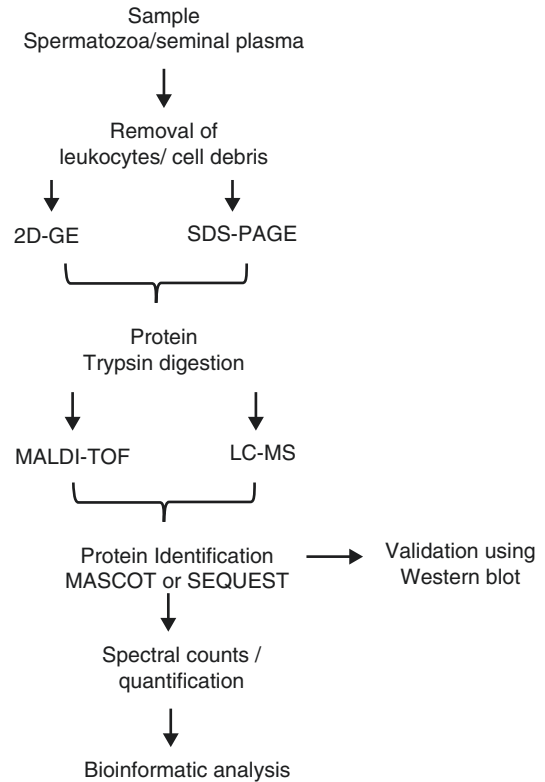 Sample
Spermatozoa/seminal plasma
Removal of
leukocytes/ cell debris
2D-GE
SDS-PAGE
Protein
Trypsin digestion
MALDI-TOF
LC-MS
Protein Identification
MASCOT or SEQUEST
Validation using
Western blot
Spectral counts /
quantification
Bioinformatic analysis